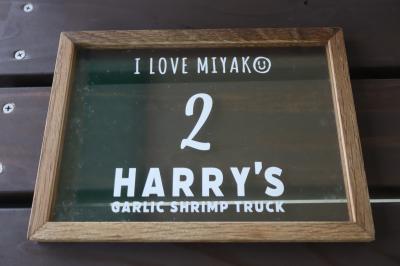 I LOVE MIYAKO
2
HARRY'S
GARLIC SHRIMP TRUCK